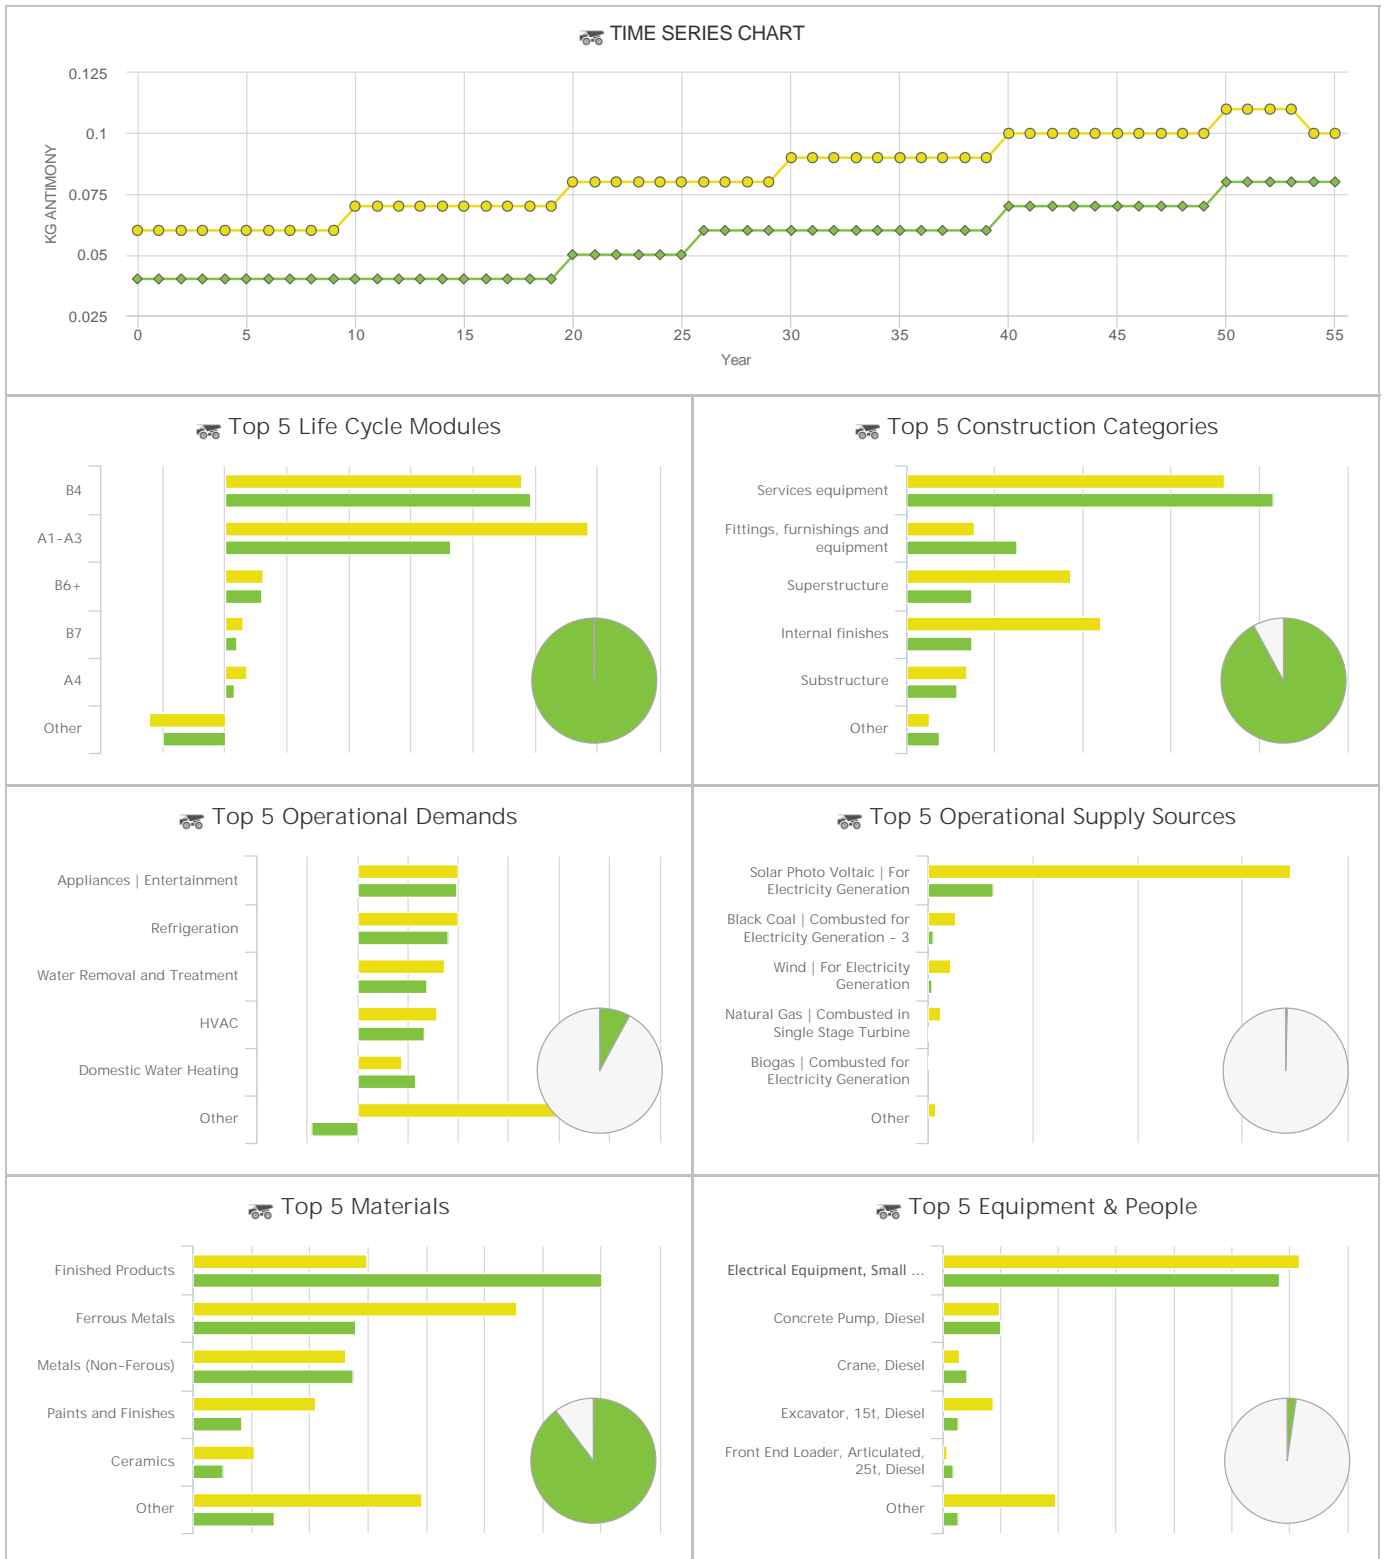 TIME SERIES CHART
0.125
0.1
0.075
0.05
0.025
KG ANTIMONY
0 5 10 15 20 25 30 35 40 45 50 55
Year
Top 5 Life Cycle Modules
B4
A1-A3
B6+
B7
A4
Other
Top 5 Construction Categories
Services equipment
Fittings, furnishings and
equipment
Superstructure
Internal finishes
Substructure
Other
Top 5 Operational Demands
Appliances | Entertainment
Refrigeration
Water Removal and Treatment
HVAC
Domestic Water Heating
Other
Top 5 Operational Supply Sources
Solar Photo Voltaic | For
Electricity Generation
Black Coal | Combusted for
Electricity Generation - 3
Wind | For Electricity
Generation
Natural Gas | Combusted in
Single Stage Turbine
Biogas | Combusted for
Electricity Generation
Other
Top 5 Materials
Finished Products
Ferrous Metals
Metals (Non-Ferous)
Paints and Finishes
Ceramics
Other
Top 5 Equipment & People
Electrical Equipment, Small ...
Concrete Pump, Diesel
Crane, Diesel
Excavator, 15t, Diesel
Front End Loader, Articulated,
25t, Diesel
Other